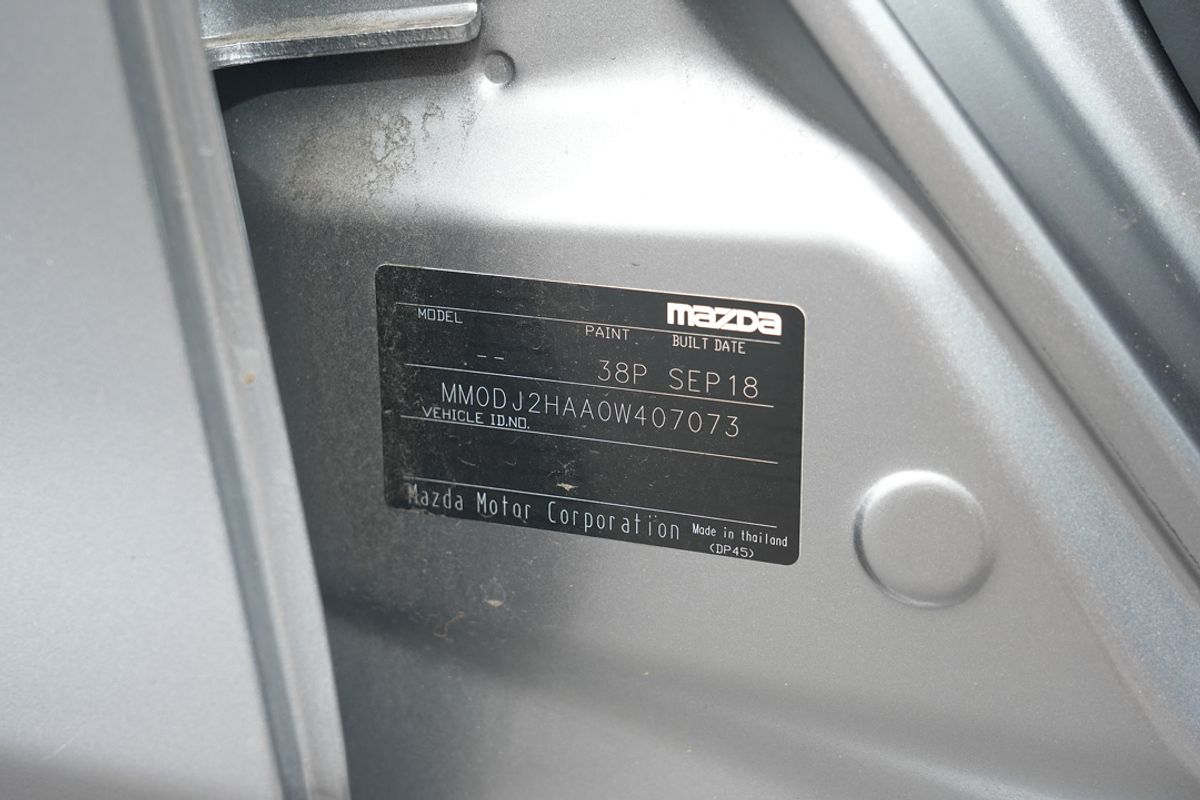 mazda
MODEL PAINT BUILT DATE
-- 38P SEP18
MM0DJ2HAA0W407073
VEHICLE ID.NO.
Mazda Motor Corporation Made in thailand
(DP45)